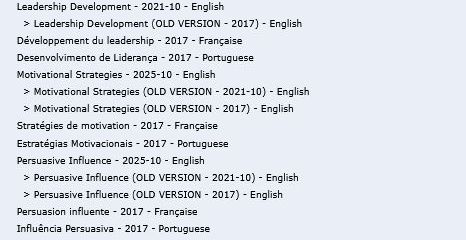 Leadership Development - 2021-10 - English
> Leadership Development (OLD VERSION - 2017) - English
Développement du leadership - 2017 - Française
Desenvolvimento de Liderança - 2017 - Portuguese
Motivational Strategies - 2025-10 - English
> Motivational Strategies (OLD VERSION - 2021-10) - English
> Motivational Strategies (OLD VERSION - 2017) - English
Stratégies de motivation - 2017 - Française
Estratégias Motivacionais - 2017 - Portuguese
Persuasive Influence - 2025-10 - English
> Persuasive Influence (OLD VERSION - 2021-10) - English
> Persuasive Influence (OLD VERSION - 2017) - English
Persuasion influente - 2017 - Française
Influência Persuasiva - 2017 - Portuguese